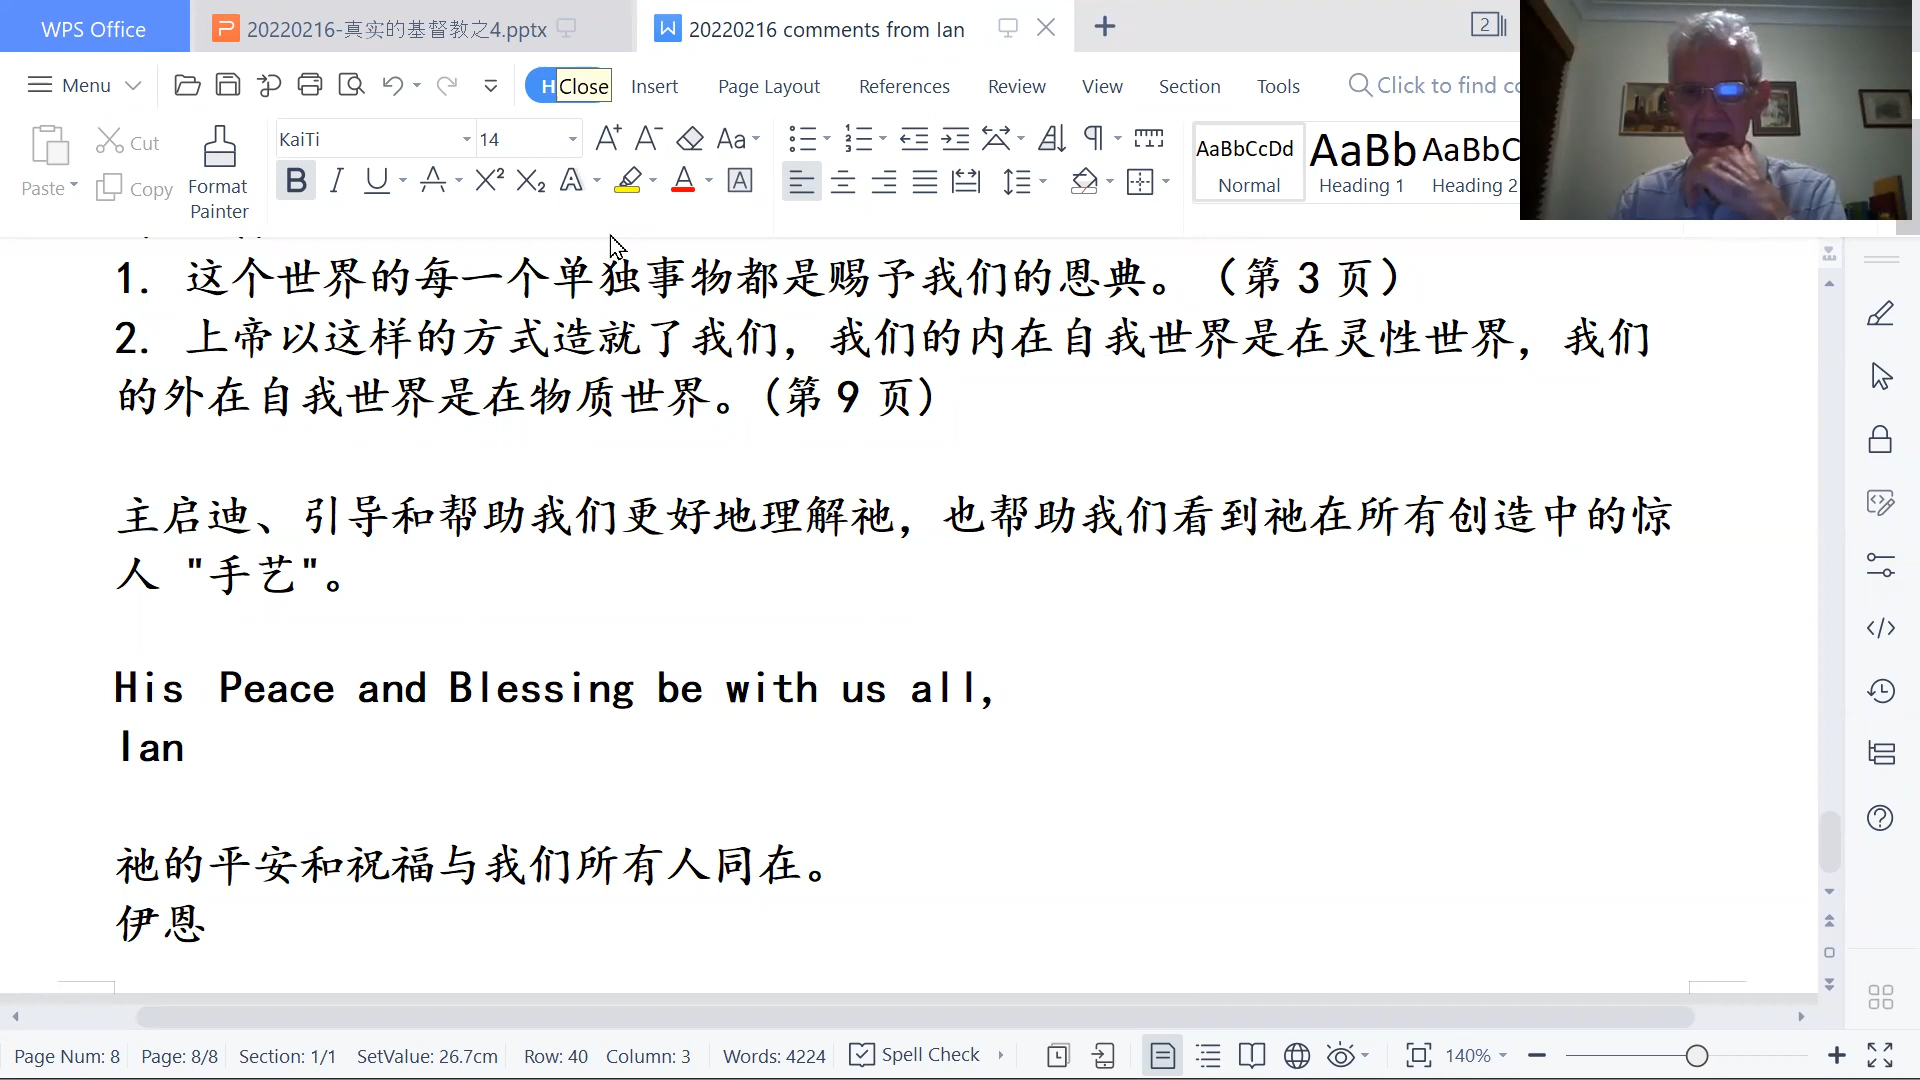 WPS Office
20220216-真实的基督教之4.pptx
20220216 comments from Ian
2
Menu
H
Close
Insert
Page Layout
References
Review
View
Section
Tools
Click to find
Paste
Cut
Copy
Format
Painter
KaiTi
14
AaBbCcDd
Normal
AaBb
Heading 1
AaBbC
Heading 2
1. 这个世界的每一个单独事物都是赐予我们的恩典。（第 3 页）
2. 上帝以这样的方式造就了我们，我们的内在自我世界是在灵性世界，我们
的外在自我世界是在物质世界。（第 9 页）
主启迪、引导和帮助我们更好地理解祂，也帮助我们看到祂在所有创造中的惊
人 "手艺"。
His Peace and Blessing be with us all,
Ian
祂的平安和祝福与我们所有人同在。
伊恩
Page Num: 8
Page: 8/8
Section: 1/1
SetValue: 26.7cm
Row: 40
Column: 3
Words: 4224
Spell Check
140%